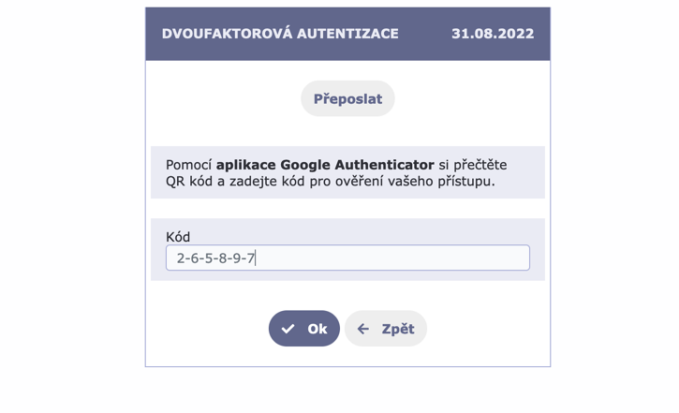 DVOUFAKTOROVÁ AUTENTIZACE 31.08.2022
Přeposlat
Pomocí aplikace Google Authenticator si přečtěte
QR kód a zadejte kód pro ověření vašeho přístupu.
Kód
2-6-5-8-9-7
Ok Zpět